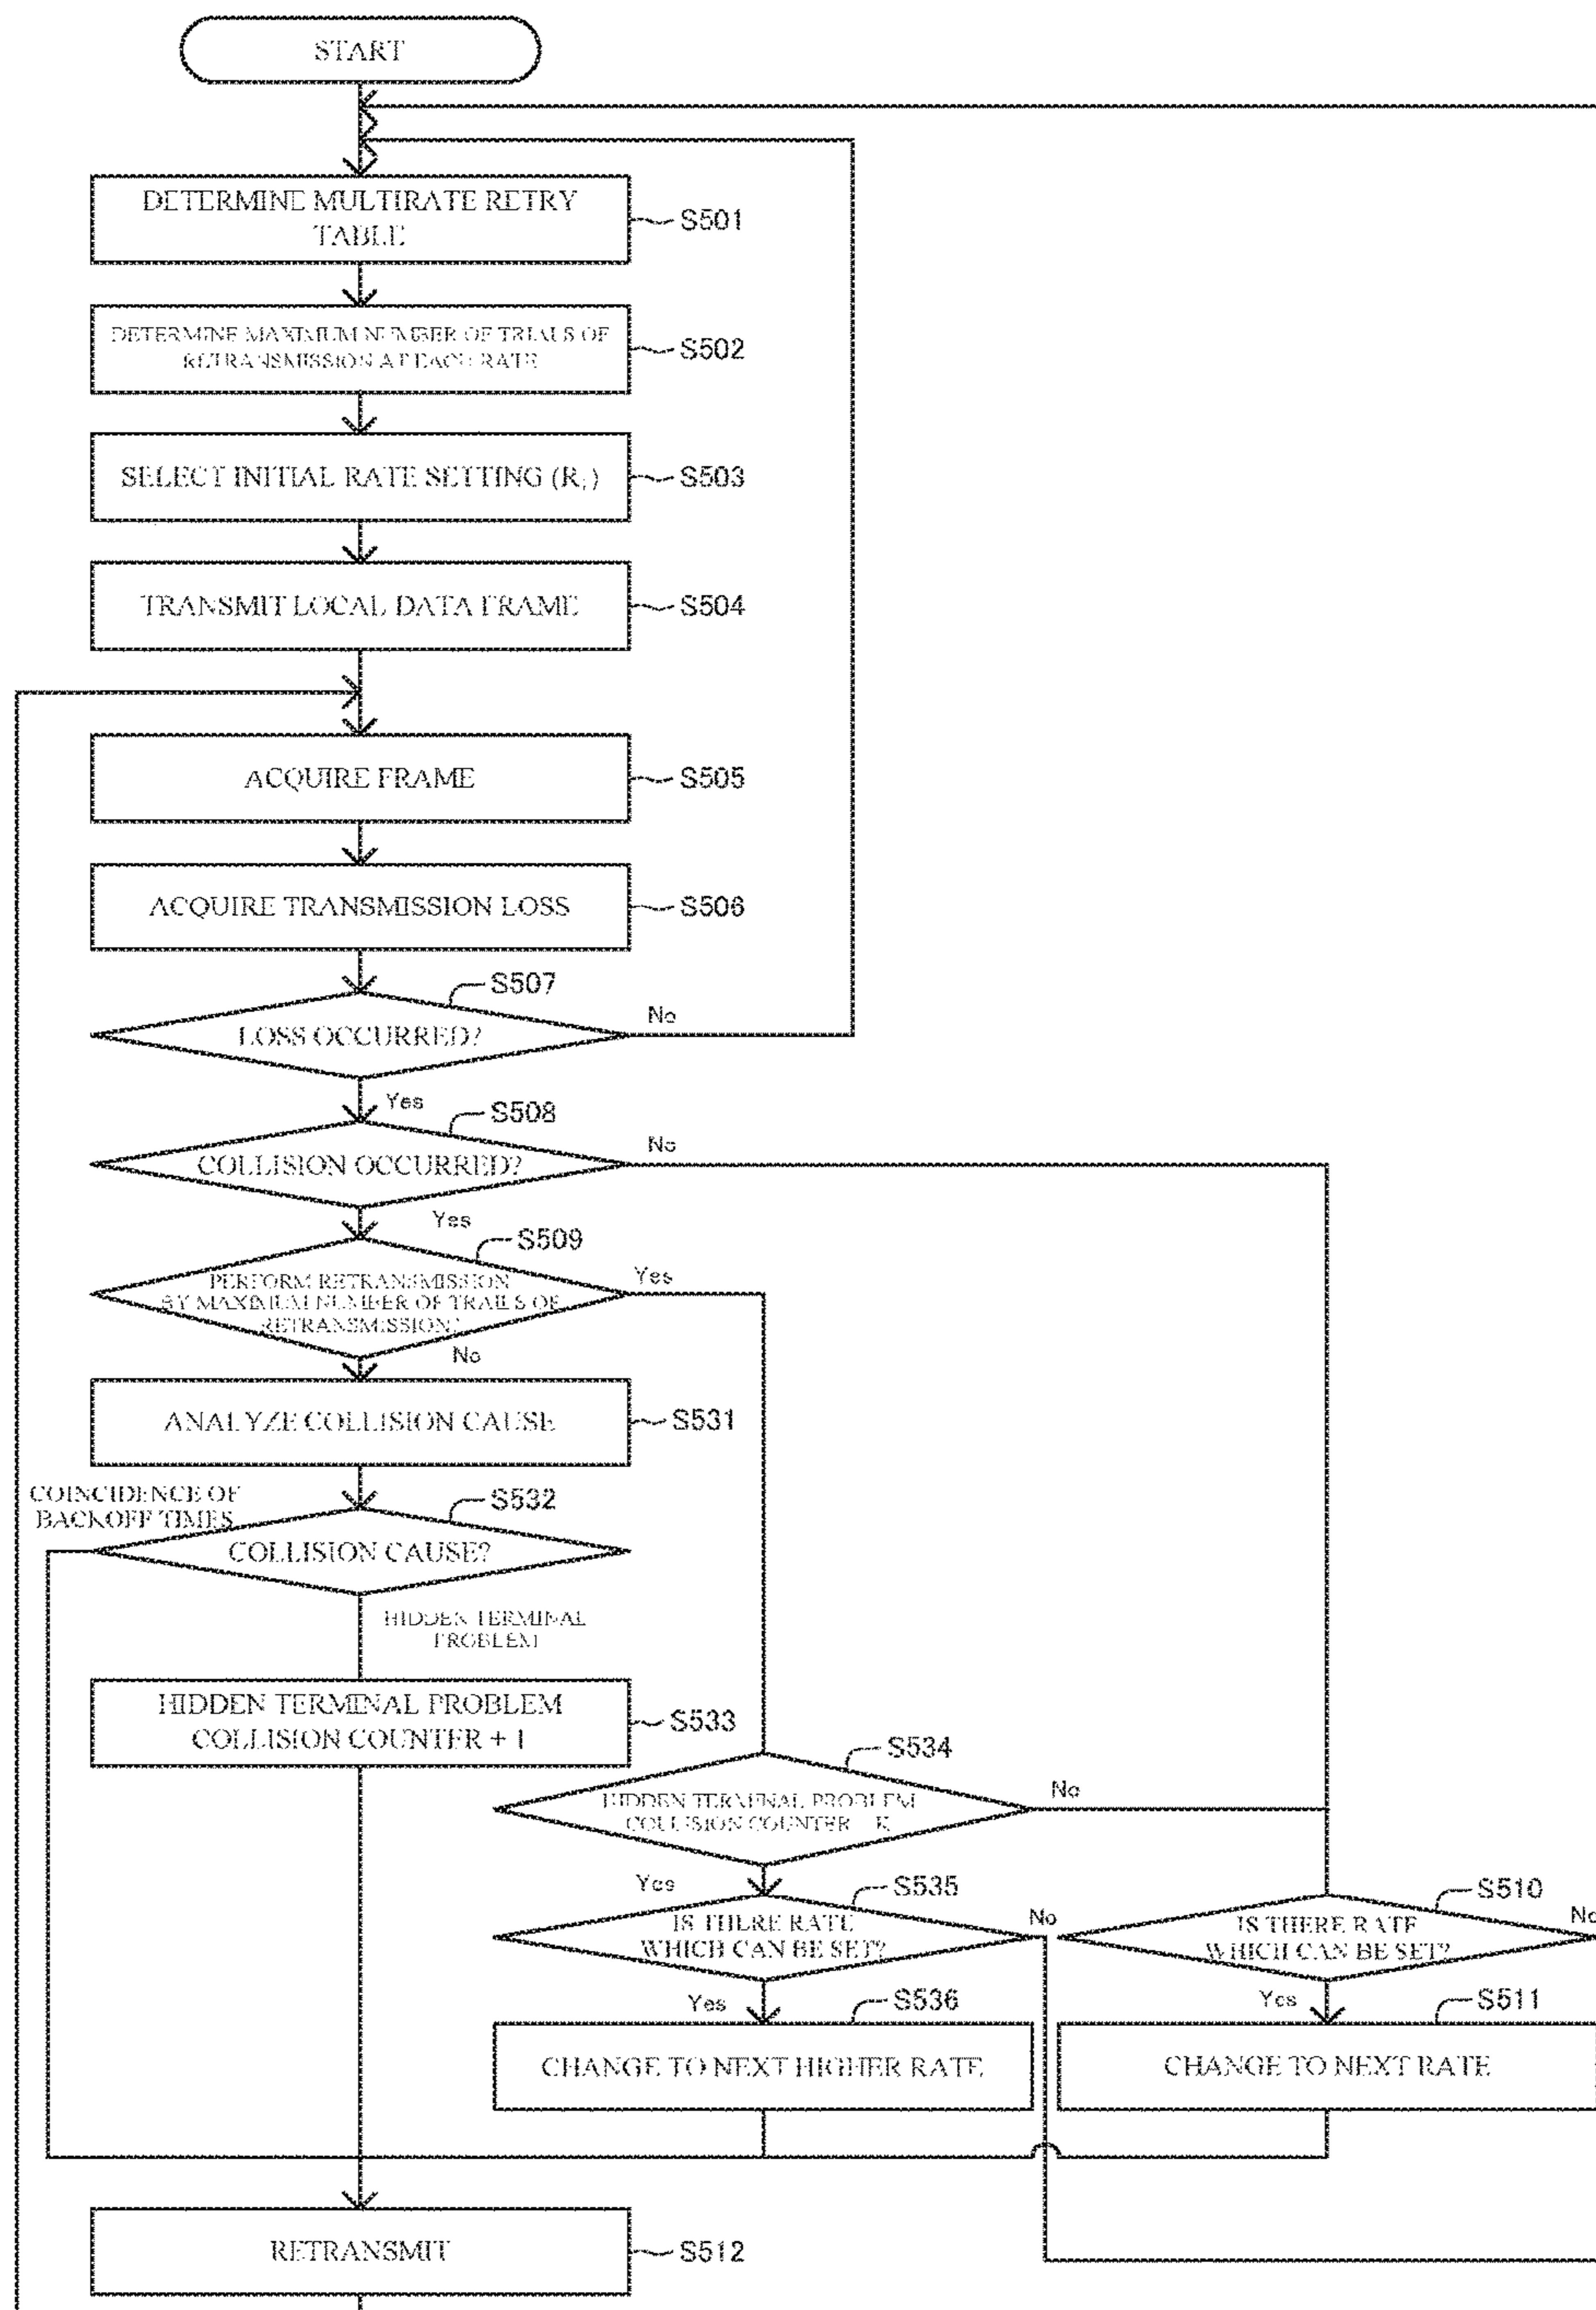 START
DETERMINE MULTIRATE RETRY
TABLE
S501
DETERMINE MAXIMUM NUMBER OF TRIALS OF
RETRANSMISSION AT EACH RATE
S502
SELECT INITIAL RATE SETTING (R
S503
TRANSMIT LOCAL DATA FRAME
S504
ACQUIRE FRAME
S505
ACQUIRE TRANSMISSION LOSS
S506
S507
LOSS OCCURRED?
No
Yes
S508
COLLISION OCCURRED?
No
Yes
S509
PERFORM RETRANSMISSION
BY MAXIMUM NUMBER OF TRAILS OF
RETRANSMISSION
Yes
No
ANALYZE COLLISION CAUSE
S531
COINCIDENCE OF
BACKOFF TIMES
S532
COLLISION CAUSE?
HIDDEN TERMINAL
PROBLEM
HIDDEN TERMINAL PROBLEM
COLLISION COUNTER + 1
S533
S534
HIDDEN TERMINAL PROBLEM
COLLISION COUNTER
No
Yes
S535
IS THERE RATE
WHICH CAN BE SET?
No
S510
IS THERE RATE
WHICH CAN BE SET?
No
Yes
S536
CHANGE TO NEXT HIGHER RATE
Yes
S511
CHANGE TO NEXT RATE
RETRANSMIT
S512